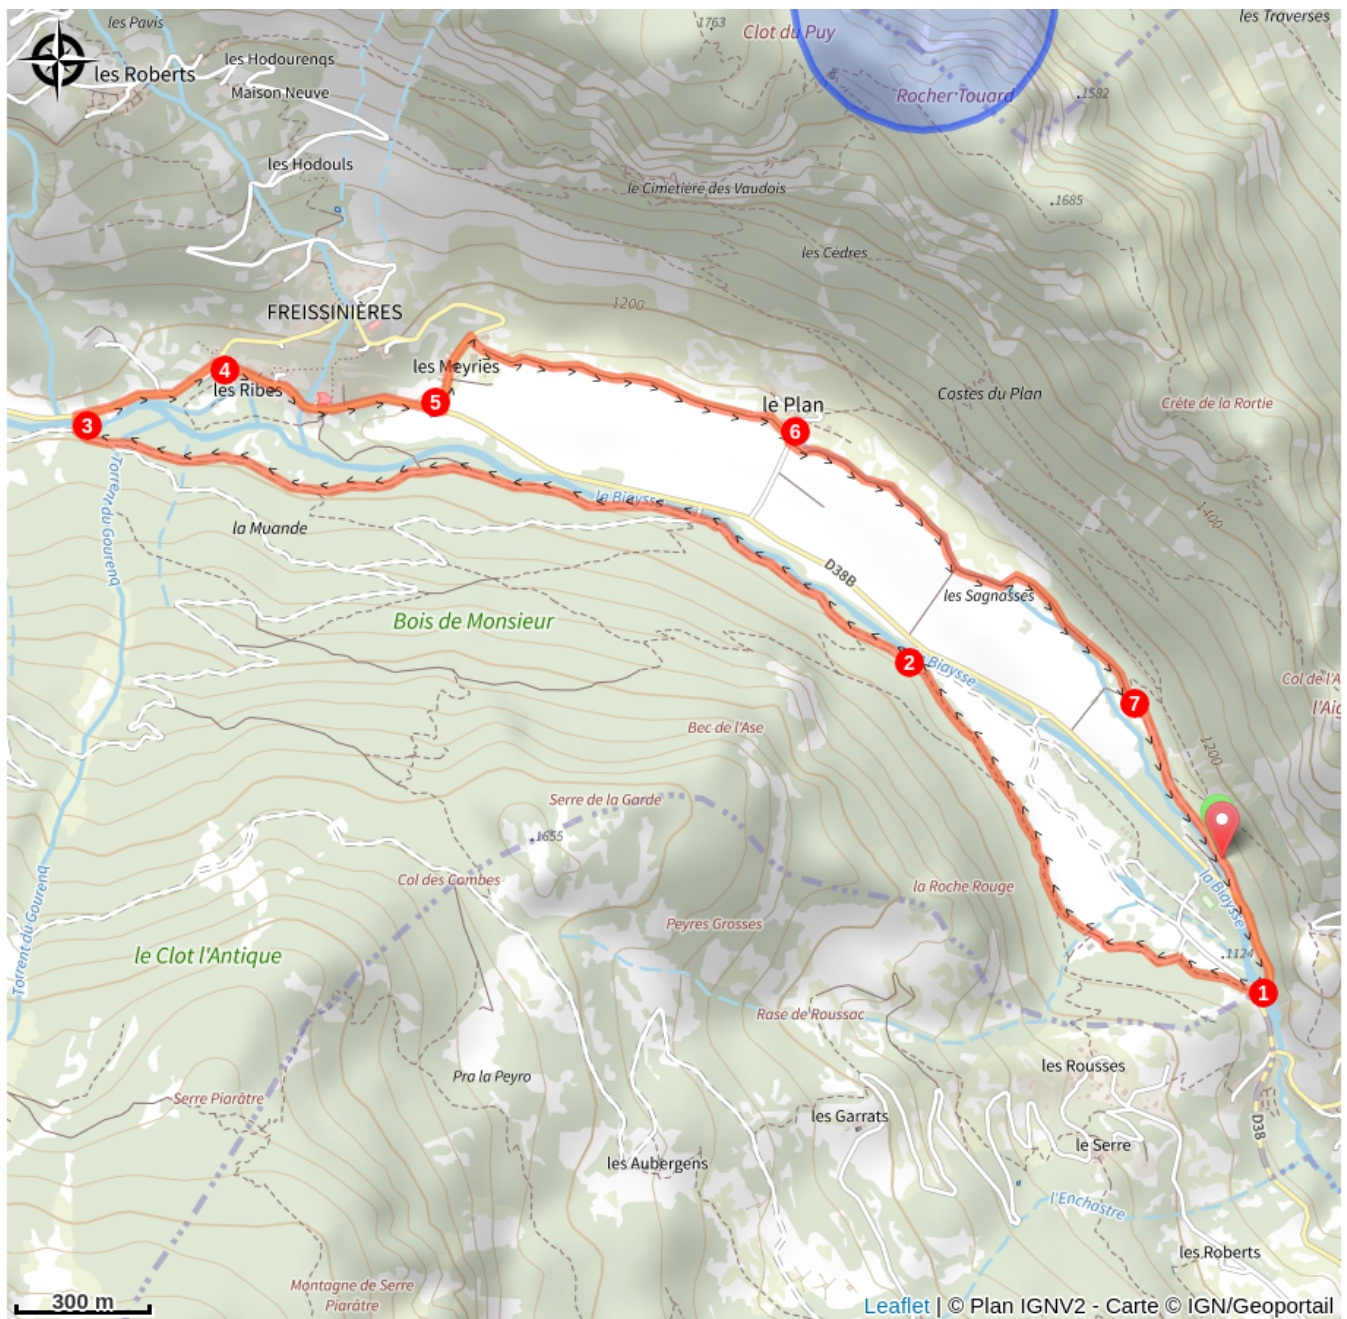 les Pavis
1763
Clot du Puy
les Traverses
les Hodourenqs
les Roberts
Maison Neuve
1582
Rocher Touard
les Hodouls
le Cimetière des Vaudois
1685
les Cèdres
1200
FREISSINIÈRES
les Meyries
4
les Ribes
Costes du Plan
5
le Plan
Crête de la Rortie
3
6
Torrent du Gourenq
la Biaysse
1400
la Muande
D38B
les Sagnasses
Bois de Monsieur
2
la Biaysse
Col de l'A
7
l'Aig
Bec de l'Ase
1200
Serre de la Garde
1655
Col des Combes
la Roche Rouge
la Biaysse
Peyres Grosses
Torrent du Gourenq
le Clot l'Antique
1124
1
Rase de Roussac
les Rousses
Pra la Peyro
Serre Piarâtre
les Garrats
D38
le Serre
les Aubergens
l'Enchastre
les Roberts
Montagne de Serre
Piarâtre
300 m
Leaflet | © Plan IGNV2 - Carte © IGN/Geoportail